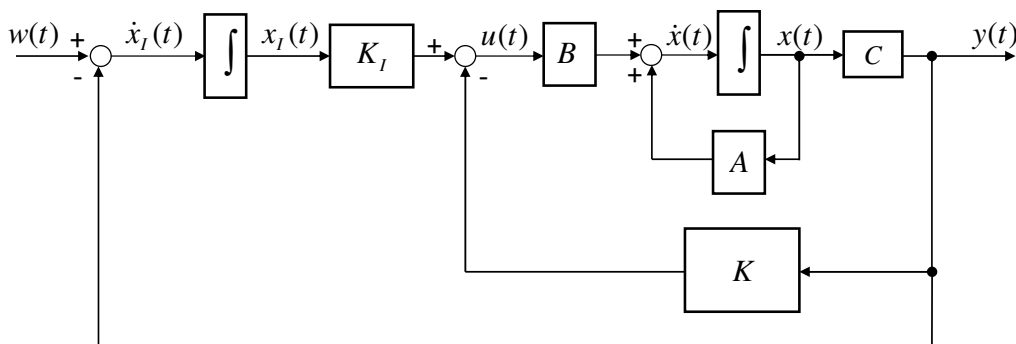 w(t) + ẋ_I(t) ∫ x_I(t) K_I + u(t) B + ẋ(t) ∫ x(t) C y(t)
- - +
A
K